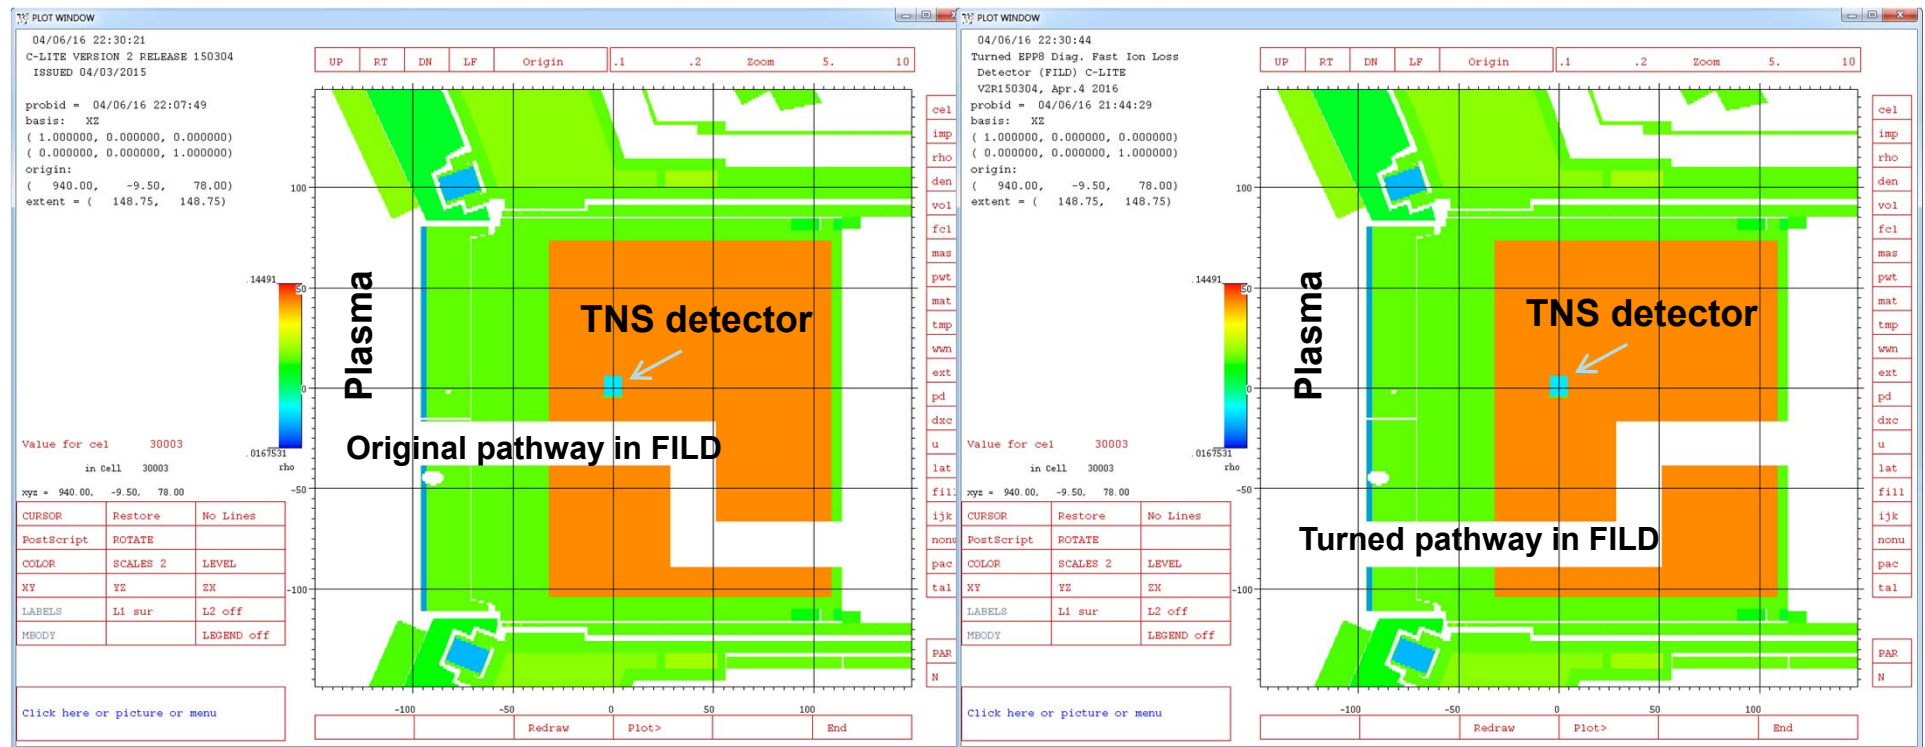 PLOT WINDOW
04/06/16 22:30:21
C-LITE VERSION 2 RELEASE 150304
ISSUED 04/03/2015
probid = 04/06/16 22:07:49
basis: XZ
( 1.000000, 0.000000, 0.000000)
( 0.000000, 0.000000, 1.000000)
origin:
( 940.00, -9.50, 78.00)
extent = ( 148.75, 148.75)
UP RT DN LF Origin .1 .2 Zoom 5. 10
cel
imp
rho
den
vol
fcl
mas
pwt
mat
tmp
wwn
ext
pd
dxc
u
lat
fill
ijk
nonu
pac
tal
PAR
N
100
50
0
-50
-100
.14491
.0167531
rho
Plasma
TNS detector
Original pathway in FILD
Value for cel 30003
in Cell 30003
xyz = 940.00, -9.50, 78.00
CURSOR Restore No Lines
PostScript ROTATE
COLOR SCALES 2 LEVEL
XY YZ ZX
LABELS L1 sur L2 off
MBODY LEGEND off
Click here or picture or menu
-100 -50 0 50 100
Redraw Plot> End
PLOT WINDOW
04/06/16 22:30:44
Turned EPP8 Diag. Fast Ion Loss
Detector (FILD) C-LITE
V2R150304, Apr.4 2016
probid = 04/06/16 21:44:29
basis: XZ
( 1.000000, 0.000000, 0.000000)
( 0.000000, 0.000000, 1.000000)
origin:
( 940.00, -9.50, 78.00)
extent = ( 148.75, 148.75)
UP RT DN LF Origin .1 .2 Zoom 5. 10
cel
imp
rho
den
vol
fcl
mas
pwt
mat
tmp
wwn
ext
pd
dxc
u
lat
fill
ijk
nonu
pac
tal
PAR
N
100
50
0
-50
-100
.14491
.0167531
rho
Plasma
TNS detector
Turned pathway in FILD
Value for cel 30003
in Cell 30003
xyz = 940.00, -9.50, 78.00
CURSOR Restore No Lines
PostScript ROTATE
COLOR SCALES 2 LEVEL
XY YZ ZX
LABELS L1 sur L2 off
MBODY LEGEND off
Click here or picture or menu
-100 -50 0 50 100
Redraw Plot> End